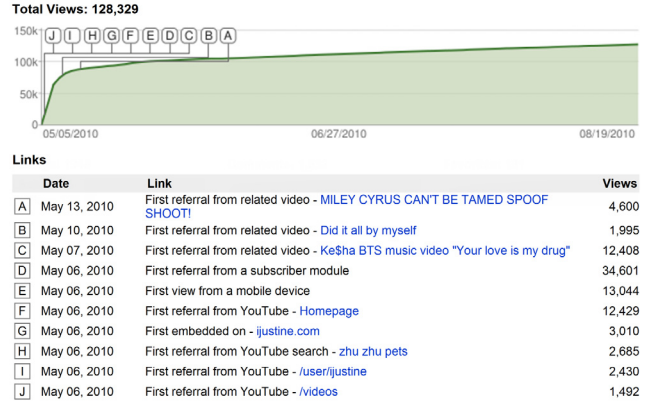 Total Views: 128,329
150k
J I H G F E D C B A
100k
50k
0
05/05/2010 06/27/2010 08/19/2010
Links
Date Link Views
A May 13, 2010 First referral from related video - MILEY CYRUS CAN'T BE TAMED SPOOF SHOOT! 4,600
B May 10, 2010 First referral from related video - Did it all by myself 1,995
C May 07, 2010 First referral from related video - Ke$ha BTS music video "Your love is my drug" 12,408
D May 06, 2010 First referral from a subscriber module 34,601
E May 06, 2010 First view from a mobile device 13,044
F May 06, 2010 First referral from YouTube - Homepage 12,429
G May 06, 2010 First embedded on - ijustine.com 3,010
H May 06, 2010 First referral from YouTube search - zhu zhu pets 2,685
I May 06, 2010 First referral from YouTube - /user/ijustine 2,430
J May 06, 2010 First referral from YouTube - /videos 1,492